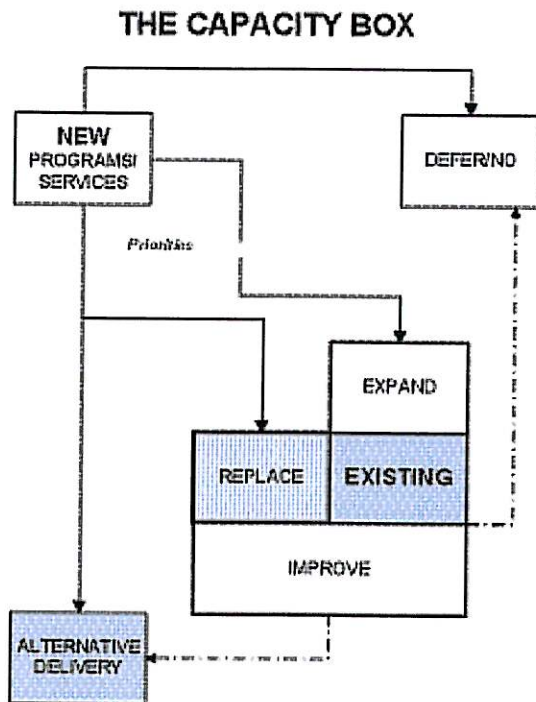 THE CAPACITY BOX
NEW
PROGRAMS/
SERVICES
DEFER/NO
Priorities
EXPAND
REPLACE
EXISTING
IMPROVE
ALTERNATIVE
DELIVERY